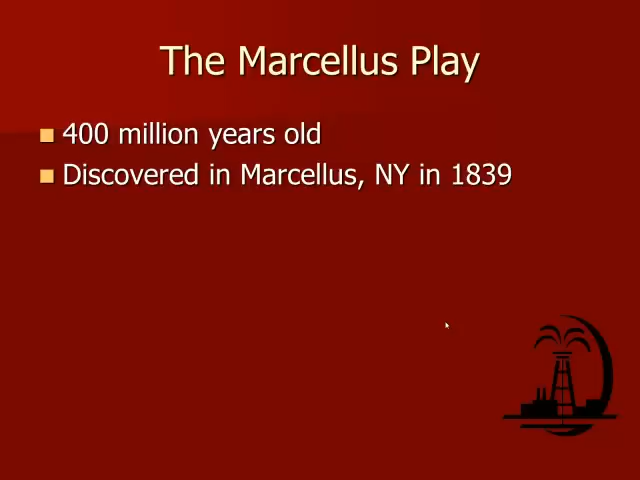 The Marcellus Play
400 million years old
Discovered in Marcellus, NY in 1839